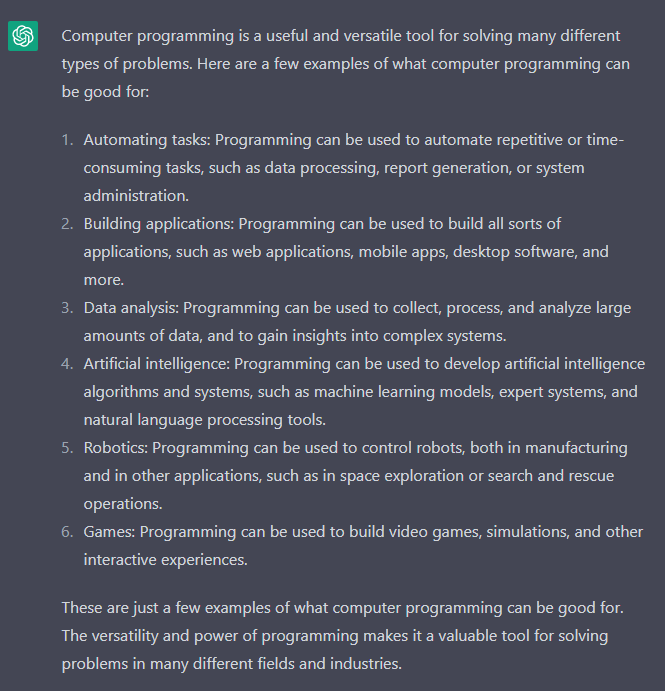 Computer programming is a useful and versatile tool for solving many different
types of problems. Here are a few examples of what computer programming can
be good for:
1. Automating tasks: Programming can be used to automate repetitive or time-
consuming tasks, such as data processing, report generation, or system
administration.
2. Building applications: Programming can be used to build all sorts of
applications, such as web applications, mobile apps, desktop software, and
more.
3. Data analysis: Programming can be used to collect, process, and analyze large
amounts of data, and to gain insights into complex systems.
4. Artificial intelligence: Programming can be used to develop artificial intelligence
algorithms and systems, such as machine learning models, expert systems, and
natural language processing tools.
5. Robotics: Programming can be used to control robots, both in manufacturing
and in other applications, such as in space exploration or search and rescue
operations.
6. Games: Programming can be used to build video games, simulations, and other
interactive experiences.
These are just a few examples of what computer programming can be good for.
The versatility and power of programming makes it a valuable tool for solving
problems in many different fields and industries.